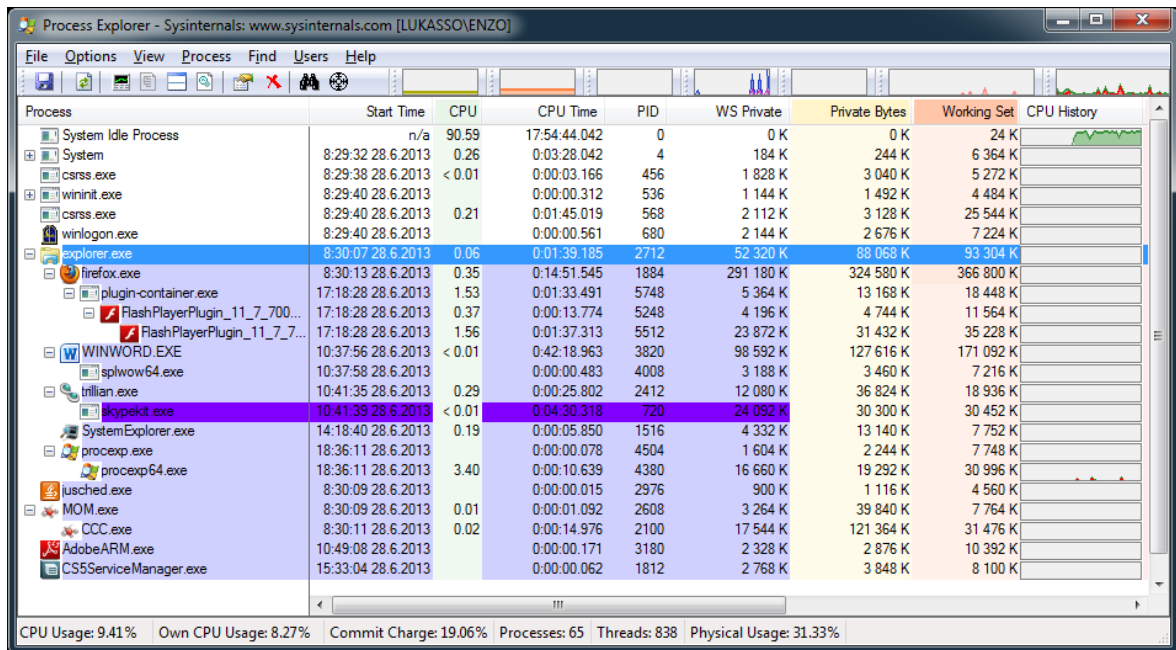 Process Explorer - Sysinternals: www.sysinternals.com [LUKASSO\ENZO]
File Options View Process Find Users Help
Process Start Time CPU CPU Time PID WS Private Private Bytes Working Set CPU History
System Idle Process n/a 90.59 17:54:44.042 0 0 K 0 K 24 K
System 8:29:32 28.6.2013 0.26 0:03:28.042 4 184 K 244 K 6 364 K
csrss.exe 8:29:38 28.6.2013 < 0.01 0:00:03.166 456 1 828 K 3 040 K 5 272 K
wininit.exe 8:29:40 28.6.2013 0:00:00.312 536 1 144 K 1 492 K 4 484 K
csrss.exe 8:29:40 28.6.2013 0.21 0:01:45.019 568 2 112 K 3 128 K 25 544 K
winlogon.exe 8:29:40 28.6.2013 0:00:00.561 680 2 144 K 2 676 K 7 224 K
explorer.exe 8:30:07 28.6.2013 0.06 0:01:39.185 2712 52 320 K 88 068 K 93 304 K
firefox.exe 8:30:13 28.6.2013 0.35 0:14:51.545 1884 291 180 K 324 580 K 366 800 K
plugin-container.exe 17:18:28 28.6.2013 1.53 0:01:33.491 5748 5 364 K 13 168 K 18 448 K
FlashPlayerPlugin_11_7_700... 17:18:28 28.6.2013 0.37 0:00:13.774 5248 4 196 K 4 744 K 11 564 K
FlashPlayerPlugin_11_7_7... 17:18:28 28.6.2013 1.56 0:01:37.313 5512 23 872 K 31 432 K 35 228 K
WINWORD.EXE 10:37:56 28.6.2013 < 0.01 0:42:18.963 3820 98 592 K 127 616 K 171 092 K
splwow64.exe 10:37:58 28.6.2013 0:00:00.483 4008 3 188 K 3 460 K 7 216 K
trillian.exe 10:41:35 28.6.2013 0.29 0:00:25.802 2412 12 080 K 36 824 K 18 936 K
skypekit.exe 10:41:39 28.6.2013 < 0.01 0:04:30.318 720 24 092 K 30 300 K 30 452 K
SystemExplorer.exe 14:18:40 28.6.2013 0.19 0:00:05.850 1516 4 332 K 13 140 K 7 752 K
procexp.exe 18:36:11 28.6.2013 0:00:00.078 4504 1 604 K 2 244 K 7 748 K
procexp64.exe 18:36:11 28.6.2013 3.40 0:00:10.639 4380 16 660 K 19 292 K 30 996 K
jusched.exe 8:30:09 28.6.2013 0:00:00.015 2976 900 K 1 116 K 4 560 K
MOM.exe 8:30:09 28.6.2013 0.01 0:00:01.092 2608 3 264 K 39 840 K 7 764 K
CCC.exe 8:30:11 28.6.2013 0.02 0:00:14.976 2100 17 544 K 121 364 K 31 476 K
AdobeARM.exe 10:49:08 28.6.2013 0:00:00.171 3180 2 328 K 2 876 K 10 392 K
CS5ServiceManager.exe 15:33:04 28.6.2013 0:00:00.062 1812 2 768 K 3 848 K 8 100 K
CPU Usage: 9.41% Own CPU Usage: 8.27% Commit Charge: 19.06% Processes: 65 Threads: 838 Physical Usage: 31.33%